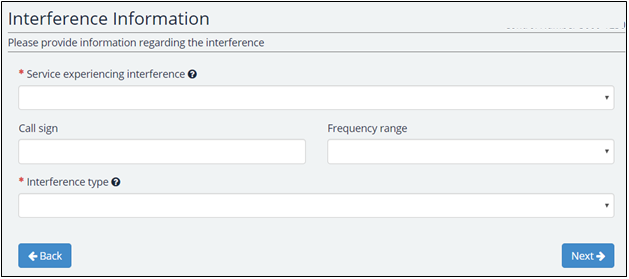 Interference Information
Please provide information regarding the interference
* Service experiencing interference ?
Call sign
Frequency range
* Interference type ?
Back
Next